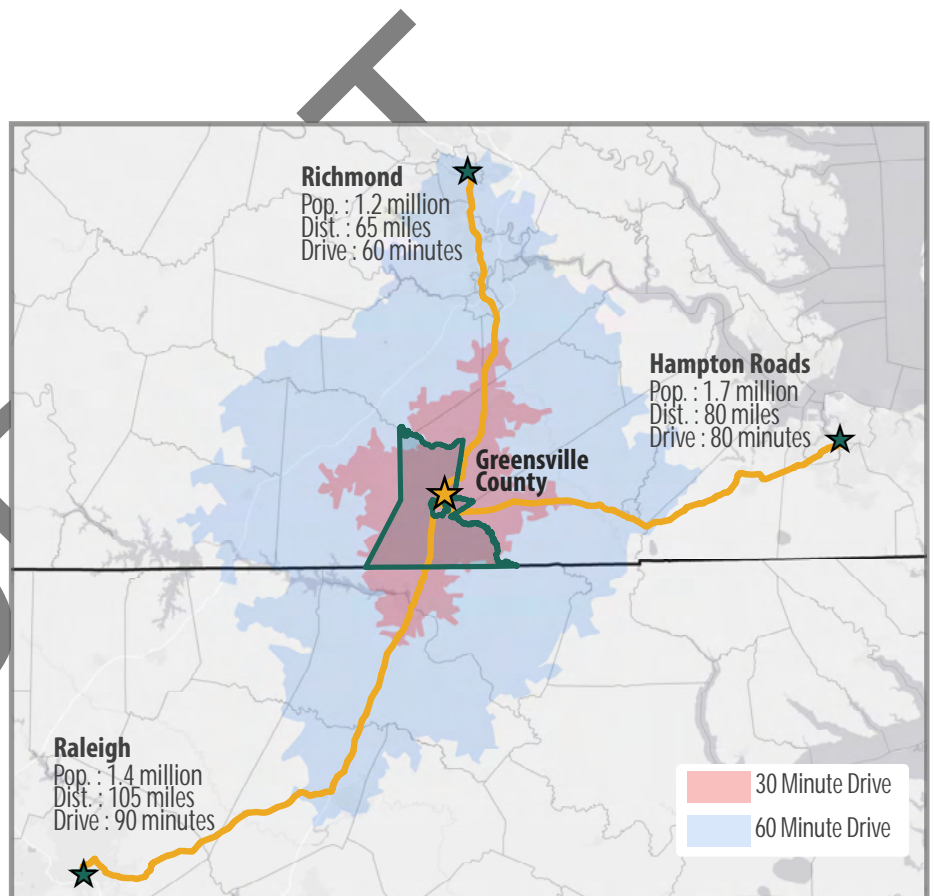 Richmond
Pop. : 1.2 million
Dist. : 65 miles
Drive : 60 minutes
Hampton Roads
Pop. : 1.7 million
Dist. : 80 miles
Drive : 80 minutes
Greensville
County
Raleigh
Pop. : 1.4 million
Dist. : 105 miles
Drive : 90 minutes
30 Minute Drive
60 Minute Drive